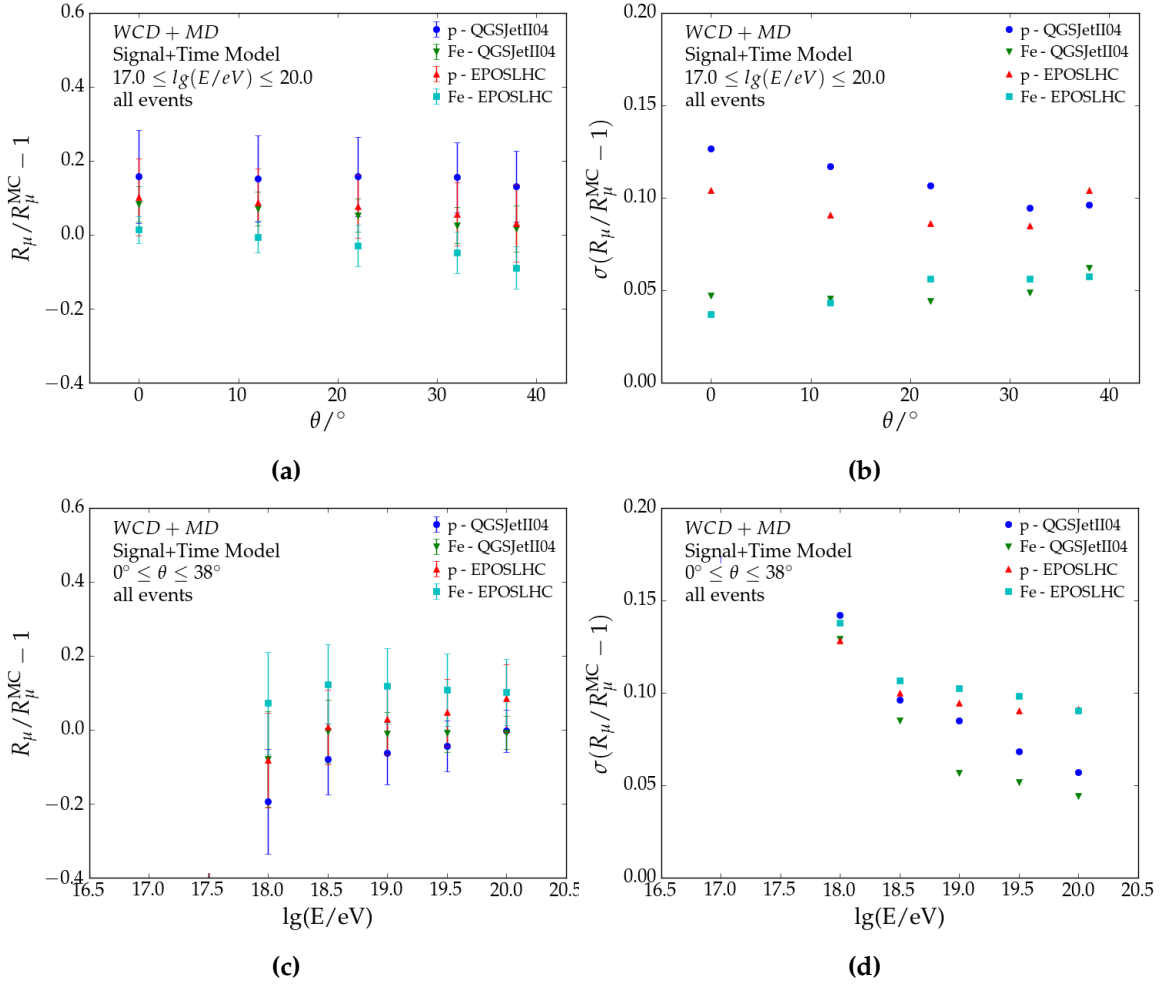 0.6
0.4
0.2
0.0
−0.2
−0.4
R_μ/R_μ^MC − 1
WCD + MD
Signal+Time Model
17.0 ≤ lg(E/eV) ≤ 20.0
all events
p - QGSJetII04
Fe - QGSJetII04
p - EPOSLHC
Fe - EPOSLHC
0 10 20 30 40
θ/°
(a)
0.20
0.15
0.10
0.05
0.00
σ(R_μ/R_μ^MC − 1)
WCD + MD
Signal+Time Model
17.0 ≤ lg(E/eV) ≤ 20.0
all events
p - QGSJetII04
Fe - QGSJetII04
p - EPOSLHC
Fe - EPOSLHC
0 10 20 30 40
θ/°
(b)
0.6
0.4
0.2
0.0
−0.2
−0.4
R_μ/R_μ^MC − 1
WCD + MD
Signal+Time Model
0° ≤ θ ≤ 38°
all events
p - QGSJetII04
Fe - QGSJetII04
p - EPOSLHC
Fe - EPOSLHC
16.5 17.0 17.5 18.0 18.5 19.0 19.5 20.0 20.5
lg(E/eV)
(c)
0.20
0.15
0.10
0.05
0.00
σ(R_μ/R_μ^MC − 1)
WCD + MD
Signal+Time Model
0° ≤ θ ≤ 38°
all events
p - QGSJetII04
Fe - QGSJetII04
p - EPOSLHC
Fe - EPOSLHC
16.5 17.0 17.5 18.0 18.5 19.0 19.5 20.0 20.5
lg(E/eV)
(d)